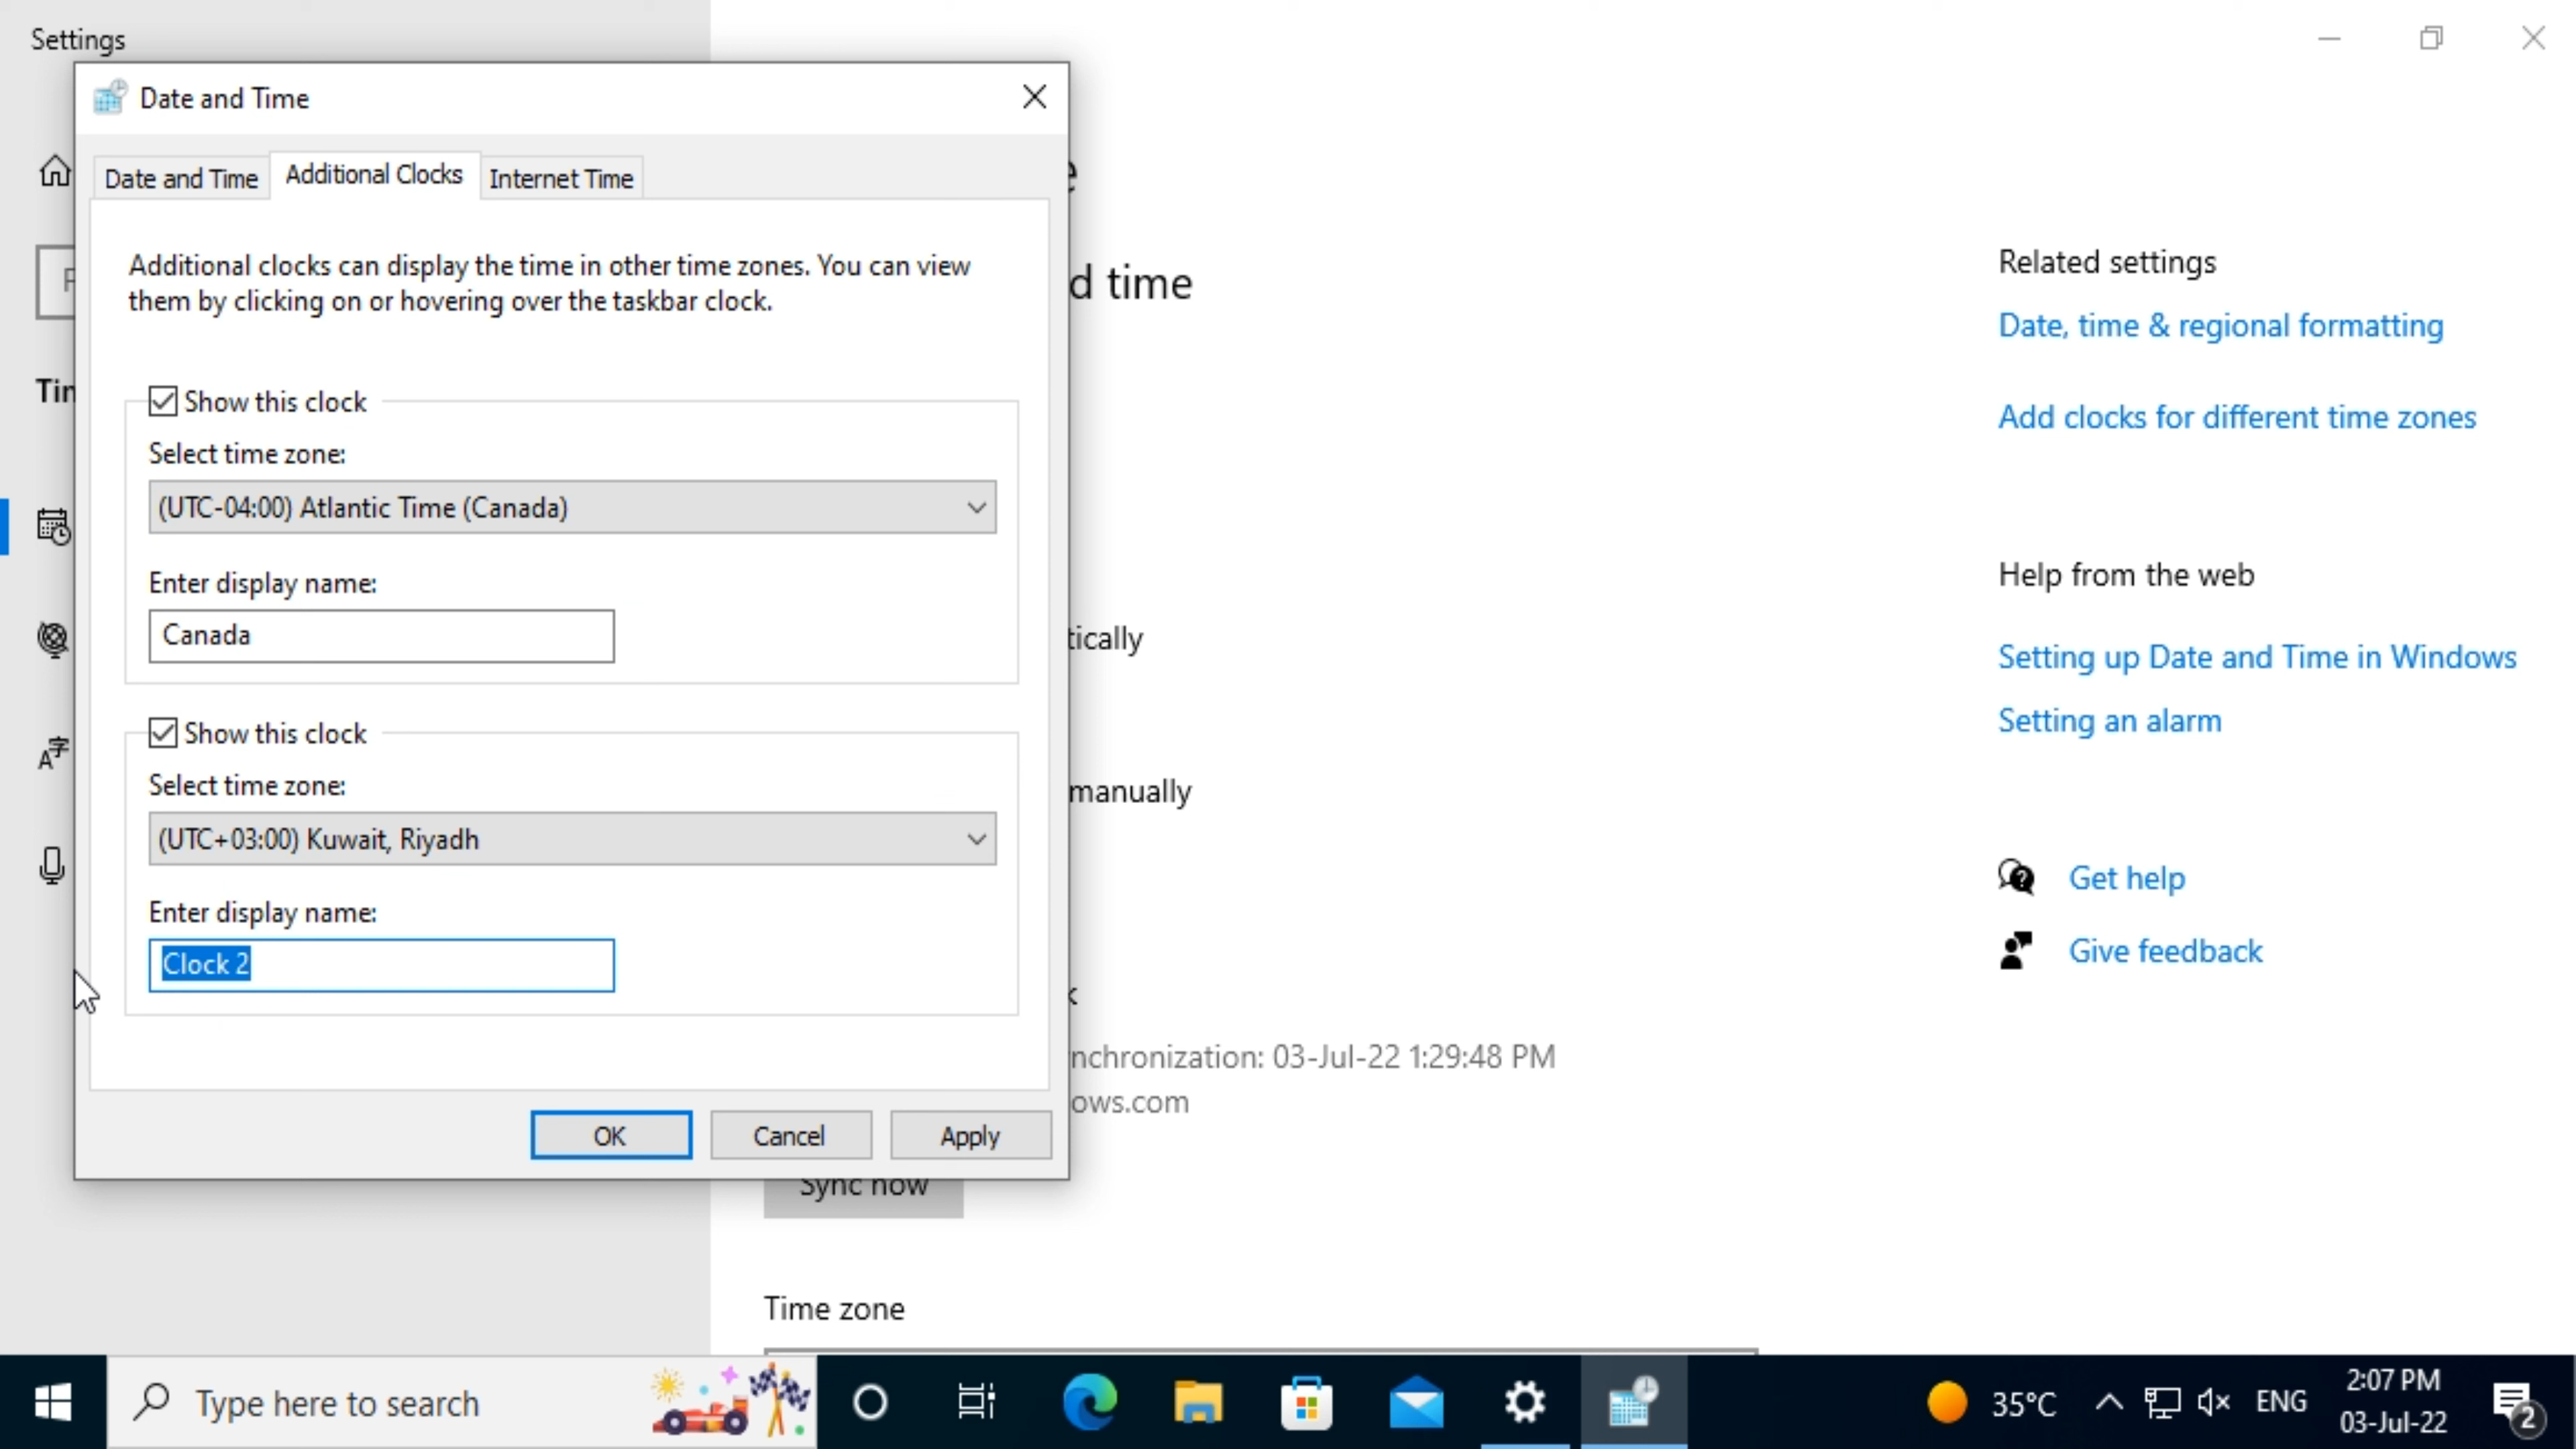 Settings
Date and Time
Date and Time
Additional Clocks
Internet Time
Additional clocks can display the time in other time zones. You can view
them by clicking on or hovering over the taskbar clock.
Show this clock
Select time zone:
(UTC-04:00) Atlantic Time (Canada)
Enter display name:
Canada
Show this clock
Select time zone:
(UTC+03:00) Kuwait, Riyadh
Enter display name:
Clock 2
OK
Cancel
Apply
Tim
d time
tically
manually
nchronization: 03-Jul-22 1:29:48 PM
ows.com
Sync now
Time zone
Related settings
Date, time & regional formatting
Add clocks for different time zones
Help from the web
Setting up Date and Time in Windows
Setting an alarm
Get help
Give feedback
Type here to search
35°C
ENG
2:07 PM
03-Jul-22
2